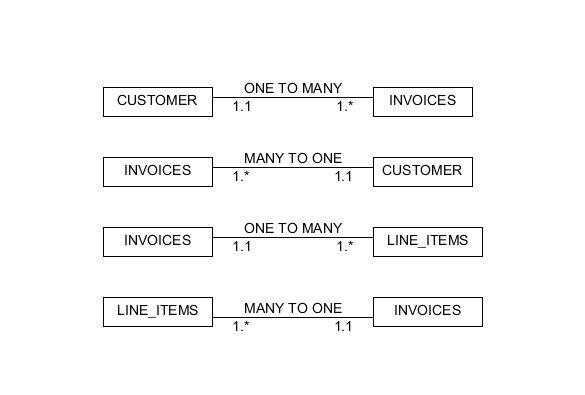 ONE TO MANY
CUSTOMER INVOICES
1.1 1.*
MANY TO ONE
INVOICES CUSTOMER
1.* 1.1
ONE TO MANY
INVOICES LINE_ITEMS
1.1 1.*
MANY TO ONE
LINE_ITEMS INVOICES
1.* 1.1